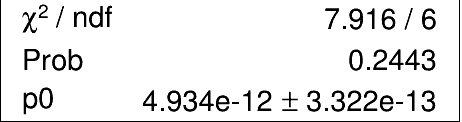 χ² / ndf 7.916 / 6
Prob 0.2443
p0 4.934e-12 ± 3.322e-13